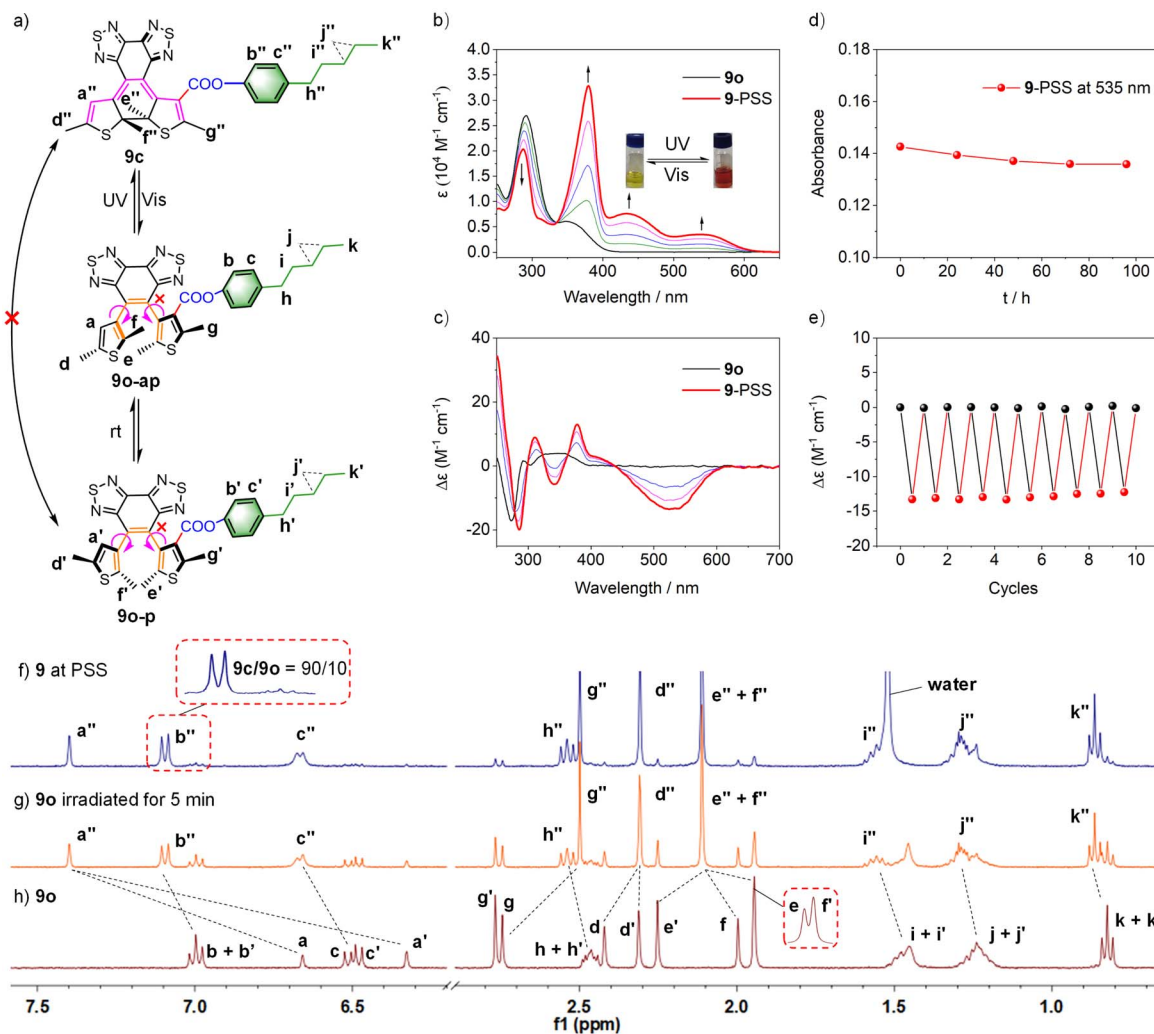 a)
N N
S S
N N
j''
k''
i''
b'' c''
COO
h''
a''
e''
d'' S f'' S g''
9c
UV Vis
N N
S S
N N
j
k
i
b c
COO
h
a f
g
d S e S
9o-ap
rt
N N
S S
N N
j'
k'
i'
b' c'
COO
h'
a'
d' S S g'
f' e'
9o-p
b)
ε (10⁴ M⁻¹ cm⁻¹)
4.0
3.5
3.0
2.5
2.0
1.5
1.0
0.5
0.0
9o
9-PSS
UV
Vis
300 400 500 600
Wavelength / nm
c)
Δε (M⁻¹ cm⁻¹)
40
20
0
-20
9o
9-PSS
300 400 500 600 700
Wavelength / nm
d)
Absorbance
0.18
0.16
0.14
0.12
0.10
9-PSS at 535 nm
0 20 40 60 80 100
t / h
e)
Δε (M⁻¹ cm⁻¹)
10
5
0
-5
-10
-15
-20
-25
0 2 4 6 8 10
Cycles
f) 9 at PSS
9c/9o = 90/10
a'' b'' c'' h'' g'' d'' e'' + f'' i'' water j'' k''
g) 9o irradiated for 5 min
a'' b'' c'' h'' g'' d'' e'' + f'' i'' j'' k''
h) 9o
b + b' a c c' a' g' g h + h' d d' e' f e f' i + i' j + j' k + k
7.5 7.0 6.5 2.5 2.0 1.5 1.0
f1 (ppm)